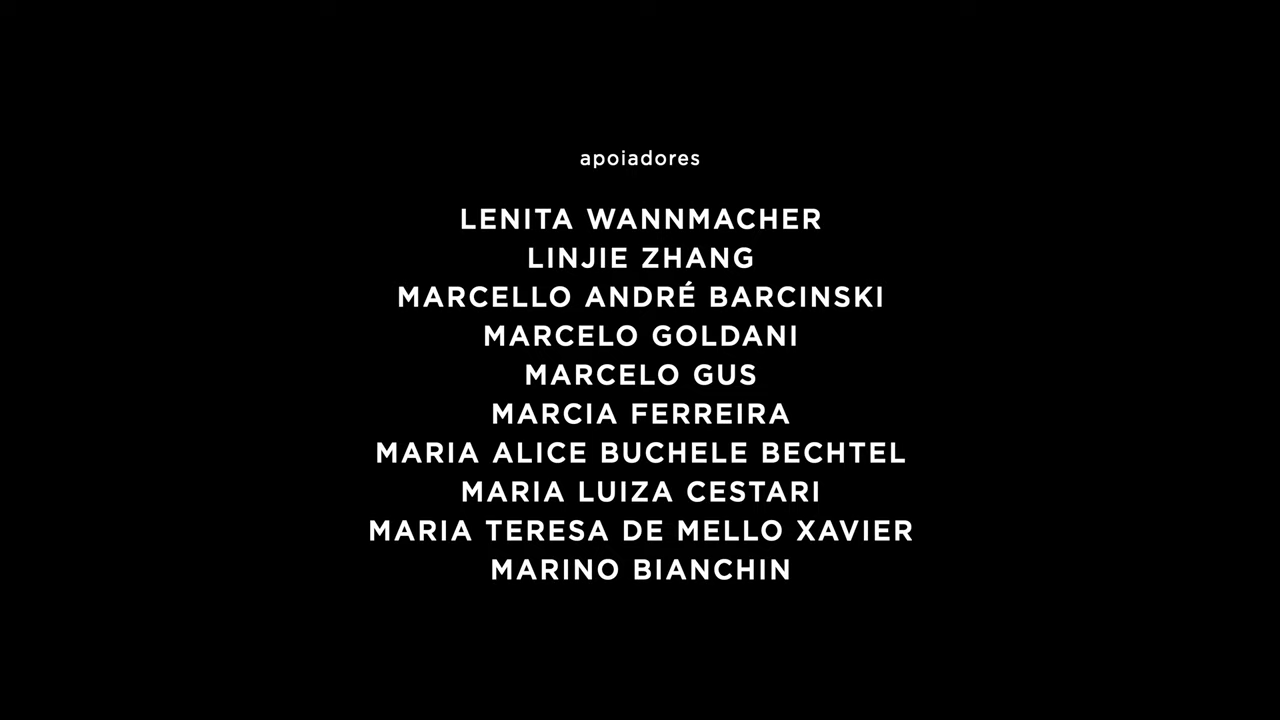 apoiadores
LENITA WANNMACHER
LINJIE ZHANG
MARCELLO ANDRÉ BARCINSKI
MARCELO GOLDANI
MARCELO GUS
MARCIA FERREIRA
MARIA ALICE BUCHELE BECHTEL
MARIA LUIZA CESTARI
MARIA TERESA DE MELLO XAVIER
MARINO BIANCHIN